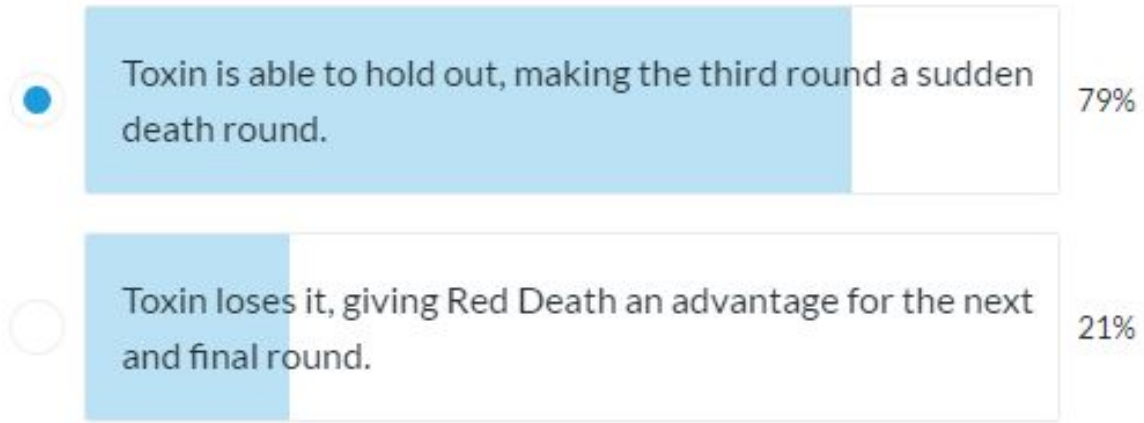 Toxin is able to hold out, making the third round a sudden
death round.
79%
Toxin loses it, giving Red Death an advantage for the next
and final round.
21%